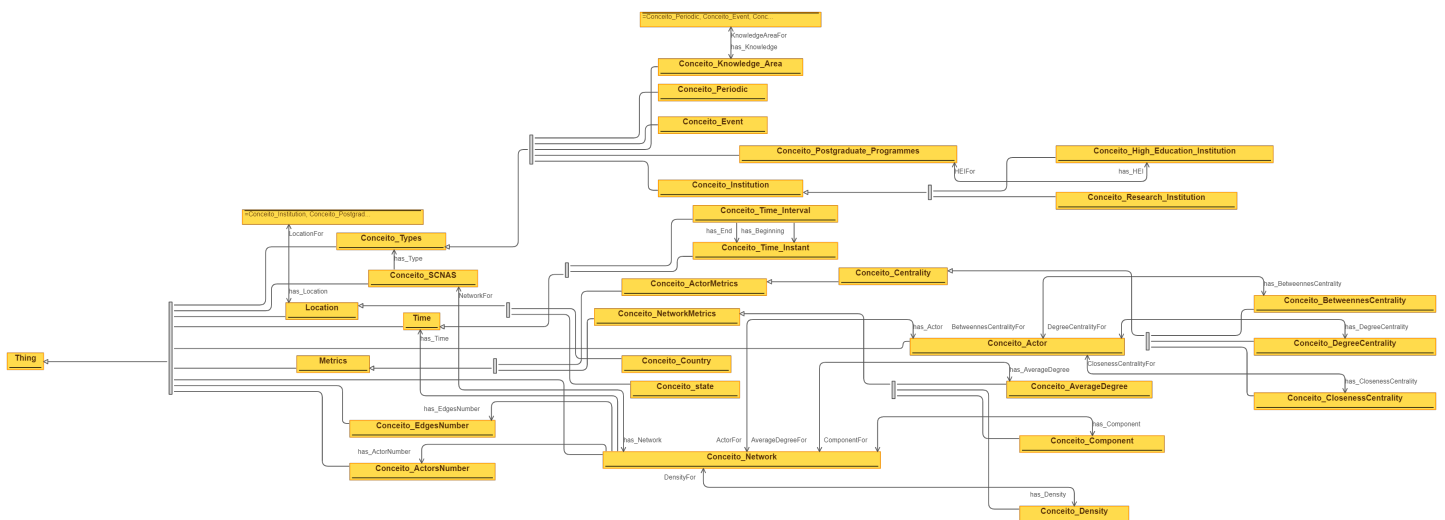 =Conceito_Periodic, Conceito_Event, Conc...
KnowledgeAreaFor
has_Knowledge
Conceito_Knowledge_Area
Conceito_Periodic
Conceito_Event
Conceito_Postgraduate_Programmes
Conceito_High_Education_Institution
HEIFor
has_HEI
Conceito_Institution
Conceito_Research_Institution
=Conceito_Institution, Conceito_Postgrad...
LocationFor
Conceito_Types
has_Type
Conceito_Time_Interval
has_End
has_Beginning
Conceito_Time_Instant
Conceito_SCNAS
has_Location
NetworkFor
Location
Time
has_Time
Conceito_ActorMetrics
Conceito_Centrality
Conceito_NetworkMetrics
has_BetweennesCentrality
Conceito_BetweennesCentrality
has_Actor
BetweennesCentralityFor
DegreeCentralityFor
has_DegreeCentrality
Conceito_Actor
Conceito_DegreeCentrality
Thing
Metrics
Conceito_Country
ClosenessCentralityFor
has_AverageDegree
has_ClosenessCentrality
Conceito_state
Conceito_AverageDegree
Conceito_ClosenessCentrality
has_EdgesNumber
Conceito_EdgesNumber
has_Component
has_ActorNumber
has_Network
ActorFor
AverageDegreeFor
ComponentFor
Conceito_Component
Conceito_ActorsNumber
Conceito_Network
DensityFor
has_Density
Conceito_Density